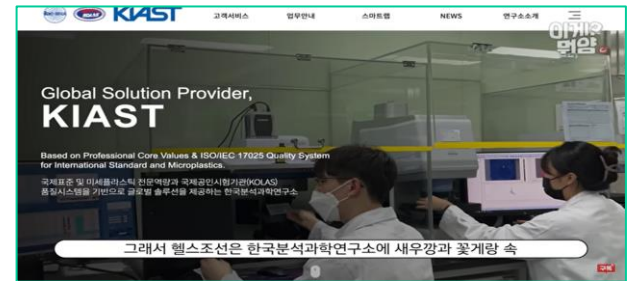 KIAST
고객서비스 업무안내 스마트랩 NEWS 연구소소개
이게?
뭔얌
Global Solution Provider,
KIAST
Based on Professional Core Values & ISO/IEC 17025 Quality System
for International Standard and Microplastics.
국제표준 및 미세플라스틱 전문역량과 국제공인시험기관(KOLAS)
품질시스템을 기반으로 글로벌 솔루션을 제공하는 한국분석과학연구소
그래서 헬스조선은 한국분석과학연구소에 새우깡과 꽃게랑 속
구독